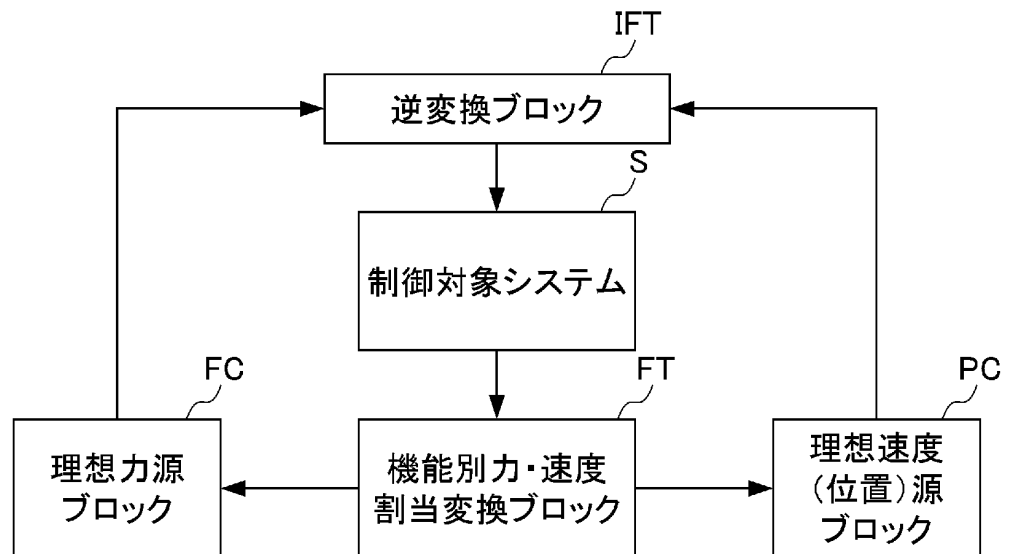 IFT
逆変換ブロック
S
制御対象システム
FC
理想力源
ブロック
FT
機能別力・速度
割当変換ブロック
PC
理想速度
(位置)源
ブロック